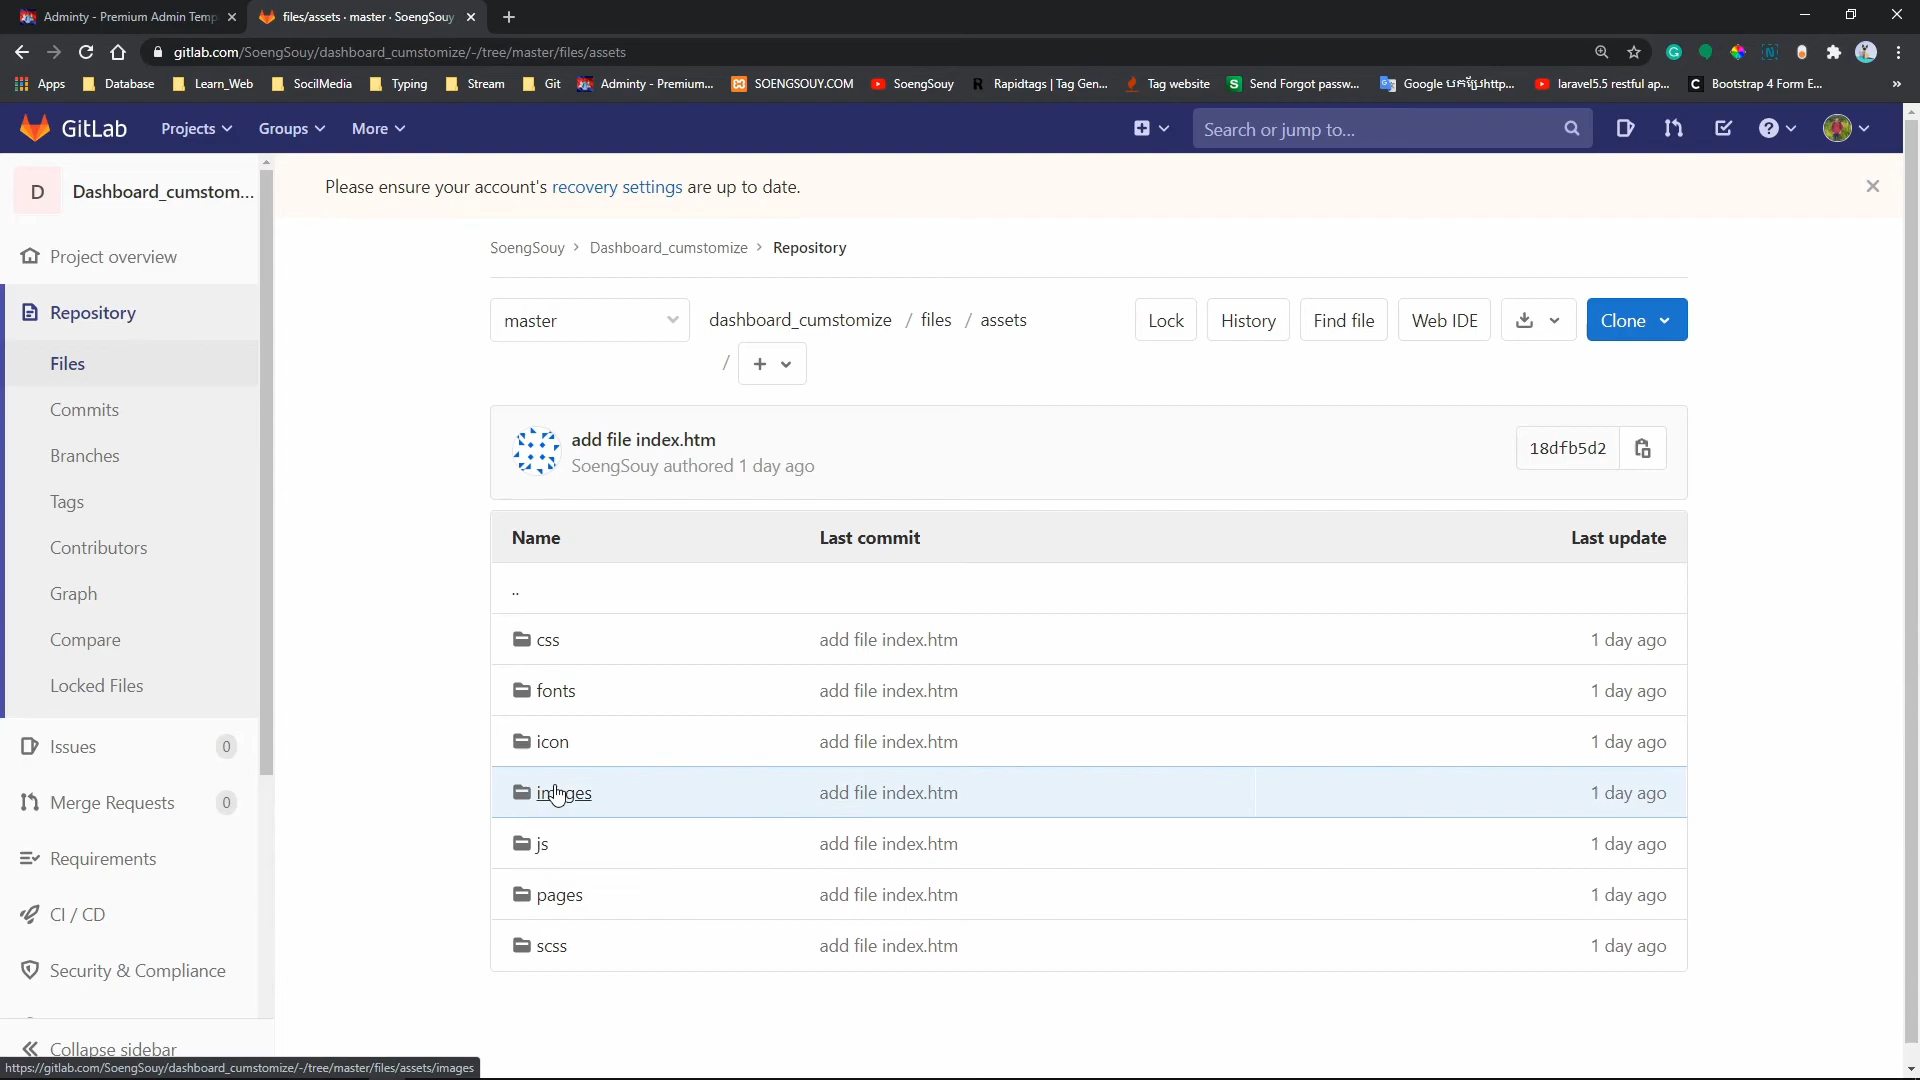 Adminty - Premium Admin Temp
files/assets · master · SoengSouy
gitlab.com/SoengSouy/dashboard_cumstomize/-/tree/master/files/assets
Apps
Database
Learn_Web
SocilMedia
Typing
Stream
Git
Adminty - Premium...
SOENGSOUY.COM
SoengSouy
Rapidtags | Tag Gen...
Tag website
Send Forgot passw...
laravel5.5 restful ap...
Bootstrap 4 Form E...
GitLab
Projects
Groups
More
Search or jump to...
D
Dashboard_cumstom...
Please ensure your account's recovery settings are up to date.
Project overview
Repository
Files
Commits
Branches
Tags
Contributors
Graph
Compare
Locked Files
Issues 0
Merge Requests 0
Requirements
CI / CD
Security & Compliance
Collapse sidebar
SoengSouy > Dashboard_cumstomize > Repository
master
dashboard_cumstomize / files / assets
/ +
Lock
History
Find file
Web IDE
Clone
add file index.htm
SoengSouy authored 1 day ago
18dfb5d2
Name Last commit Last update
..
css add file index.htm 1 day ago
fonts add file index.htm 1 day ago
icon add file index.htm 1 day ago
images add file index.htm 1 day ago
js add file index.htm 1 day ago
pages add file index.htm 1 day ago
scss add file index.htm 1 day ago
https://gitlab.com/SoengSouy/dashboard_cumstomize/-/tree/master/files/assets/images